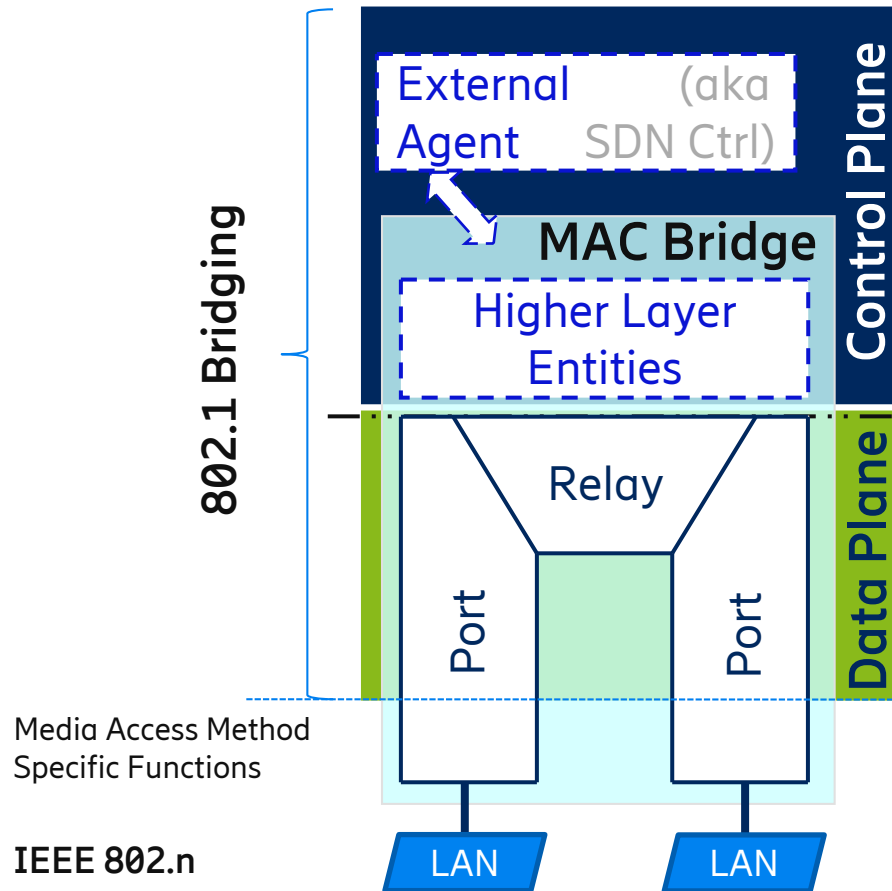 External (aka
Agent SDN Ctrl)
Control Plane
MAC Bridge
Higher Layer
Entities
802.1 Bridging
Relay
Data Plane
Port
Port
Media Access Method
Specific Functions
IEEE 802.n
LAN
LAN